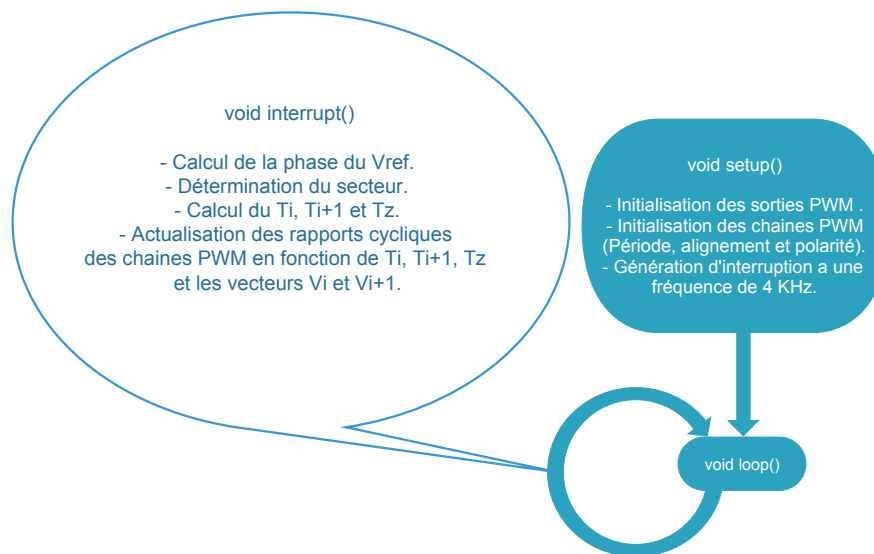 void interrupt()
- Calcul de la phase du Vref.
- Détermination du secteur.
- Calcul du Ti, Ti+1 et Tz.
- Actualisation des rapports cycliques
des chaines PWM en fonction de Ti, Ti+1, Tz
et les vecteurs Vi et Vi+1.
void setup()
- Initialisation des sorties PWM .
- Initialisation des chaines PWM
(Période, alignement et polarité).
- Génération d'interruption a une
fréquence de 4 KHz.
void loop()